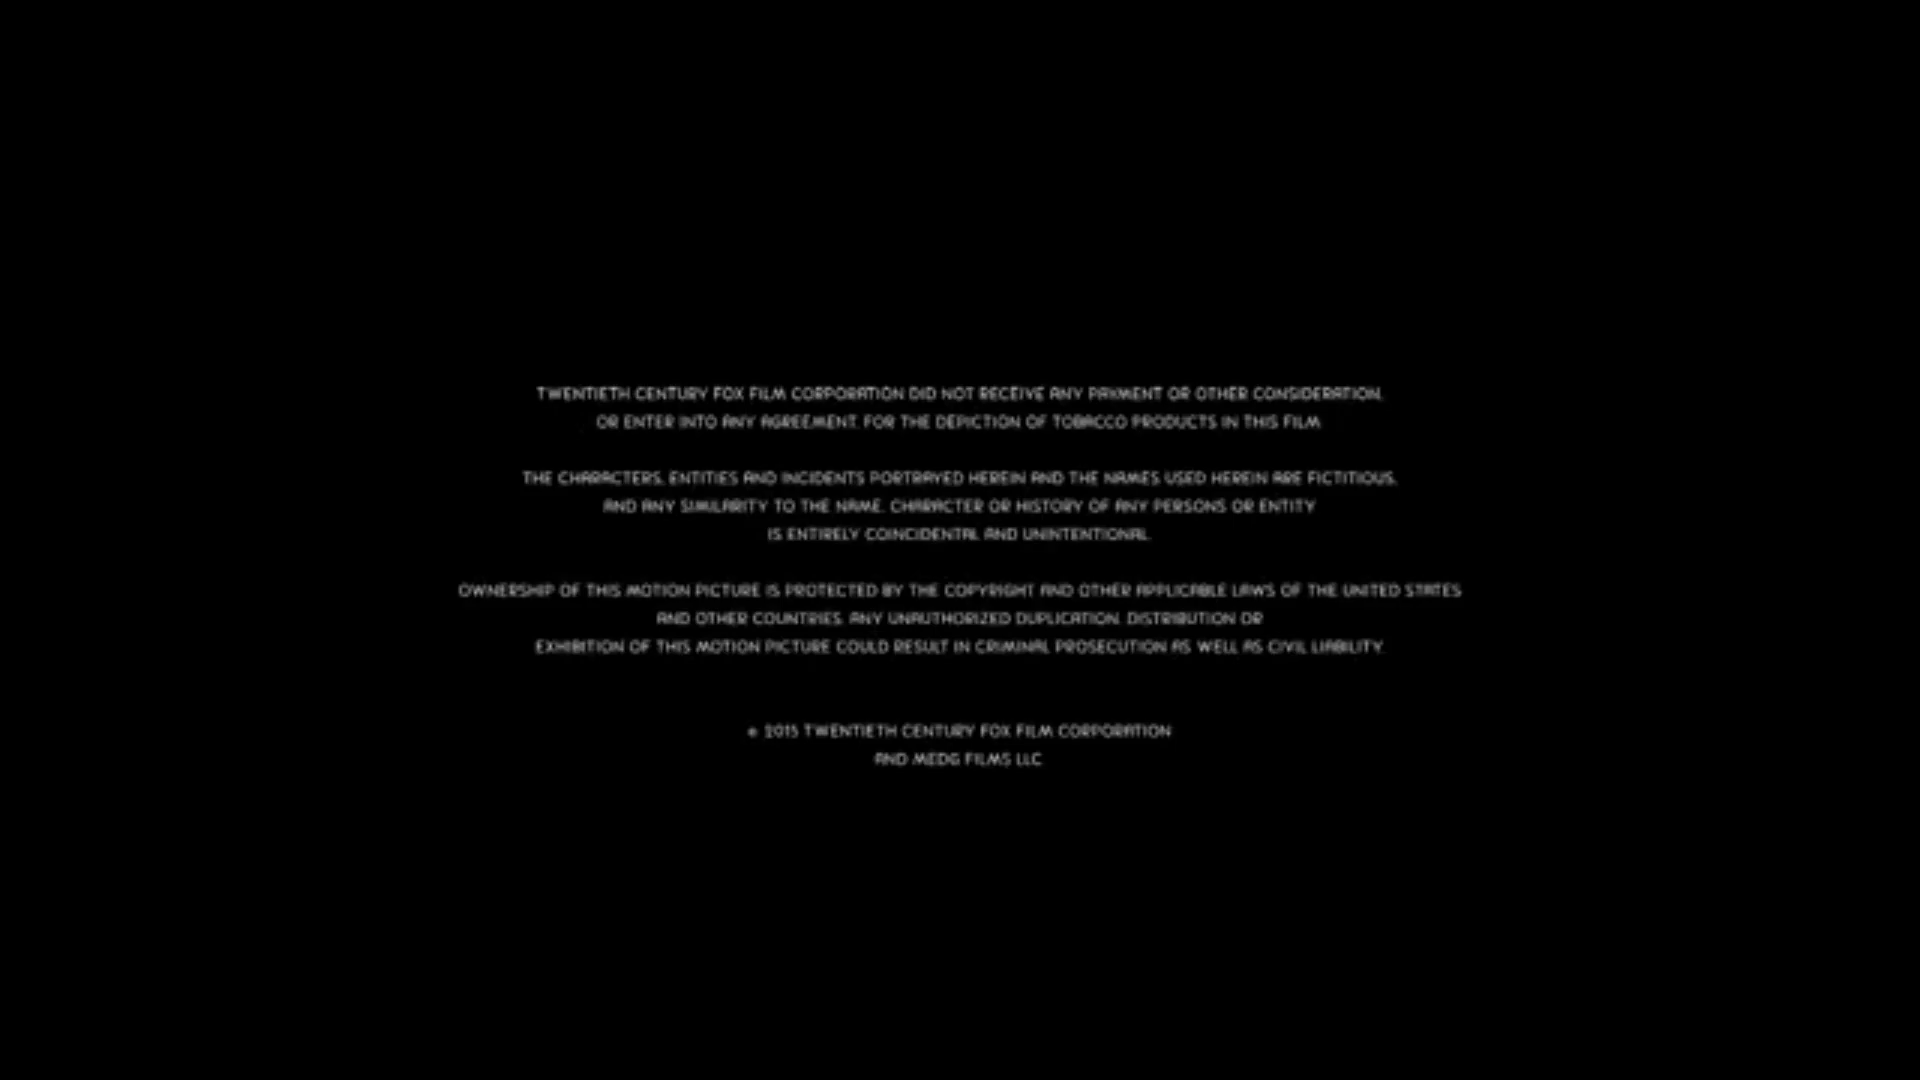 TWENTIETH CENTURY FOX FILM CORPORATION DID NOT RECEIVE ANY PAYMENT OR OTHER CONSIDERATION,
OR ENTER INTO ANY AGREEMENT, FOR THE DEPICTION OF TOBACCO PRODUCTS IN THIS FILM.
THE CHARACTERS, ENTITIES AND INCIDENTS PORTRAYED HEREIN AND THE NAMES USED HEREIN ARE FICTITIOUS,
AND ANY SIMILARITY TO THE NAME, CHARACTER OR HISTORY OF ANY PERSONS OR ENTITY
IS ENTIRELY COINCIDENTAL AND UNINTENTIONAL.
OWNERSHIP OF THIS MOTION PICTURE IS PROTECTED BY THE COPYRIGHT AND OTHER APPLICABLE LAWS OF THE UNITED STATES
AND OTHER COUNTRIES. ANY UNAUTHORIZED DUPLICATION, DISTRIBUTION OR
EXHIBITION OF THIS MOTION PICTURE COULD RESULT IN CRIMINAL PROSECUTION AS WELL AS CIVIL LIABILITY.
© 2015 TWENTIETH CENTURY FOX FILM CORPORATION
AND MEDG FILMS LLC